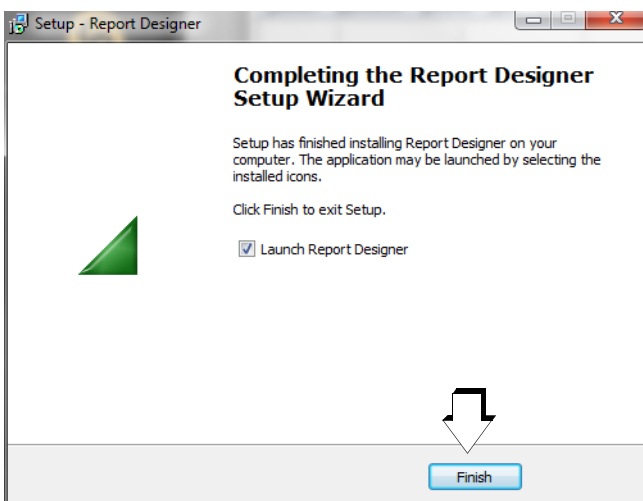 Setup - Report Designer
Completing the Report Designer
Setup Wizard
Setup has finished installing Report Designer on your
computer. The application may be launched by selecting the
installed icons.
Click Finish to exit Setup.
Launch Report Designer
Finish